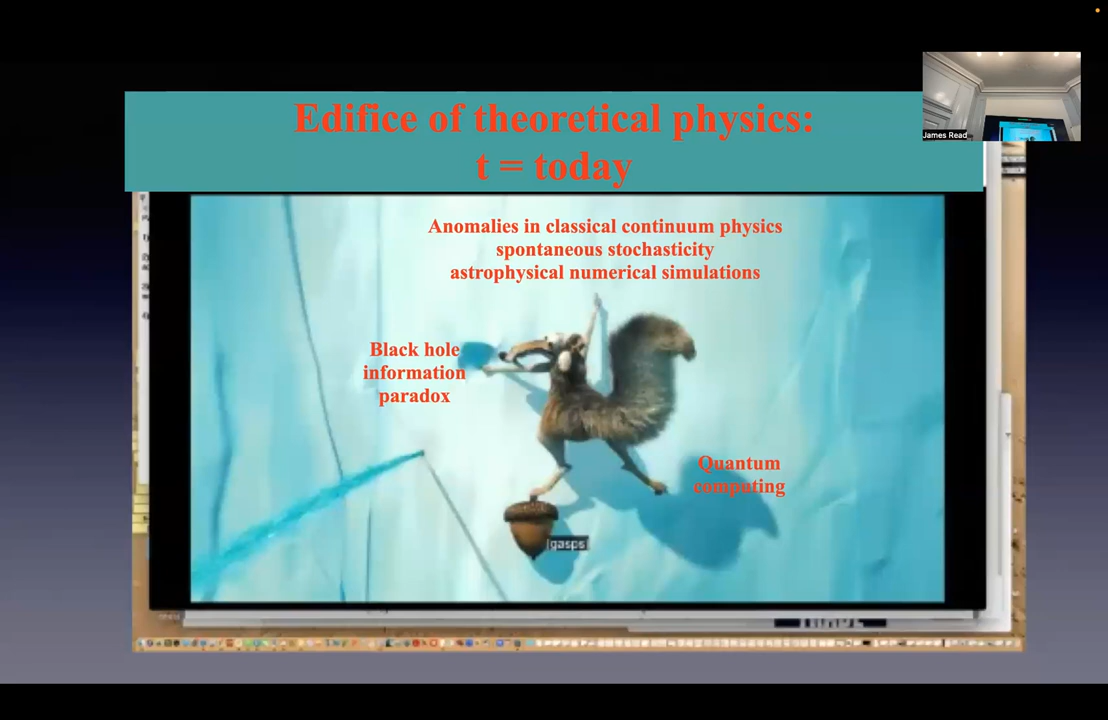 Edifice of theoretical physics:
t = today
James Read
Anomalies in classical continuum physics
spontaneous stochasticity
astrophysical numerical simulations
Black hole
information
paradox
Quantum
computing
[gasps]